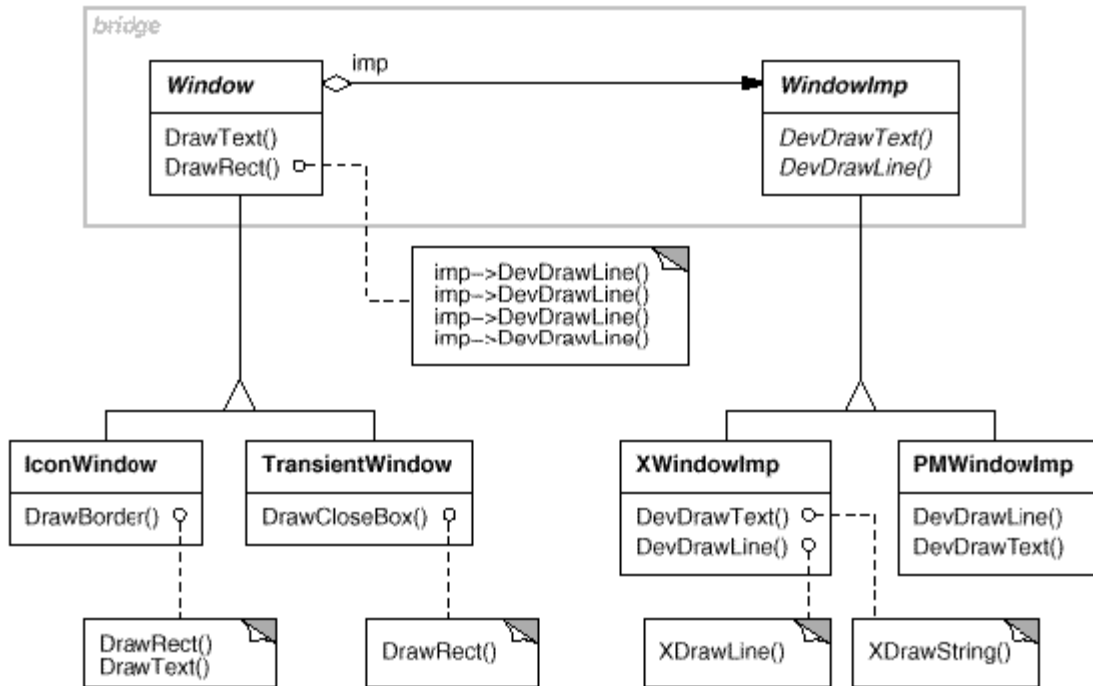 bridge
imp
Window
WindowImp
DrawText()
DrawRect()
DevDrawText()
DevDrawLine()
imp->DevDrawLine()
imp->DevDrawLine()
imp->DevDrawLine()
imp->DevDrawLine()
IconWindow
DrawBorder()
TransientWindow
DrawCloseBox()
XWindowImp
DevDrawText()
DevDrawLine()
PMWindowImp
DevDrawLine()
DevDrawText()
DrawRect()
DrawText()
DrawRect()
XDrawLine()
XDrawString()